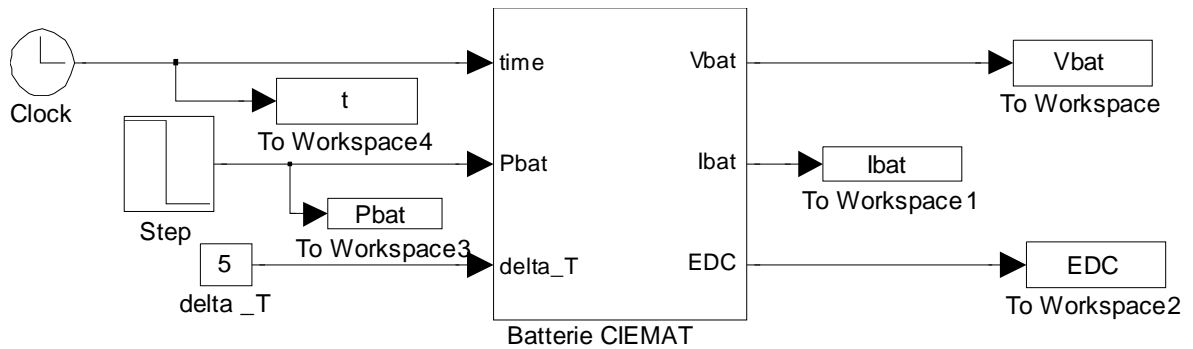 Clock
t
To Workspace4
Step
Pbat
To Workspace3
5
delta _T
time
Pbat
delta_T
Vbat
Ibat
EDC
Batterie CIEMAT
Vbat
To Workspace
Ibat
To Workspace1
EDC
To Workspace2